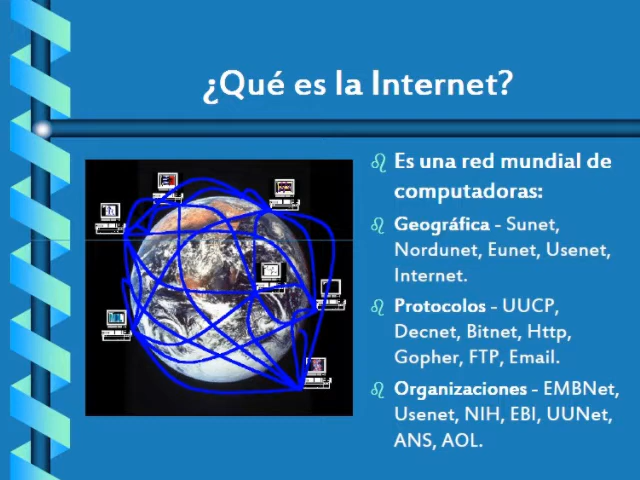 ¿Qué es la Internet?
Es una red mundial de
computadoras:
Geográfica - Sunet,
Nordunet, Eunet, Usenet,
Internet.
Protocolos - UUCP,
Decnet, Bitnet, Http,
Gopher, FTP, Email.
Organizaciones - EMBNet,
Usenet, NIH, EBI, UUNet,
ANS, AOL.